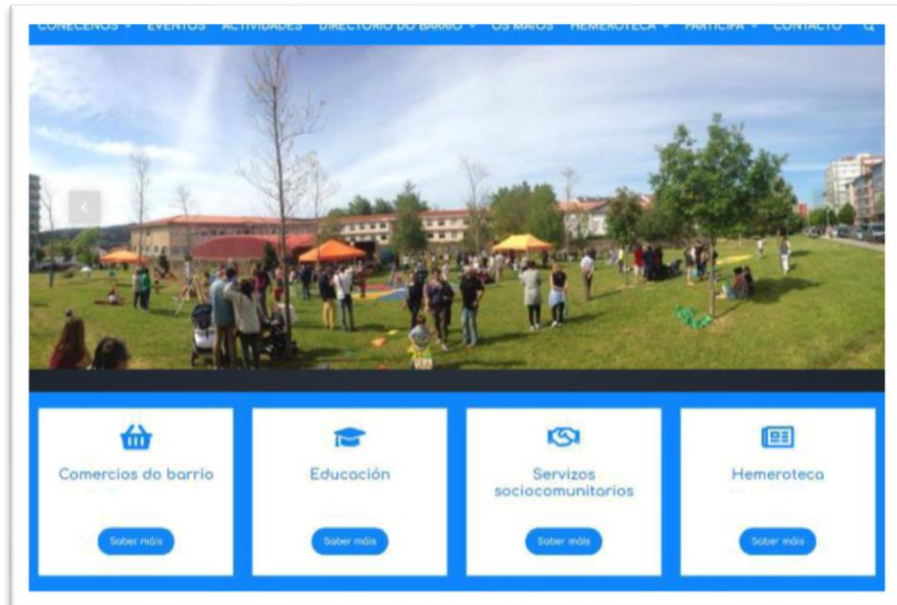 CONÉCENOS EVENTOS ACTIVIDADES DIRECTORIO DO BARRIO OS MAIOS HEMEROTECA PARTICIPA CONTACTO
Comercios do barrio
Educación
Servizos
sociocomunitarios
Hemeroteca
Saber máis
Saber máis
Saber máis
Saber máis